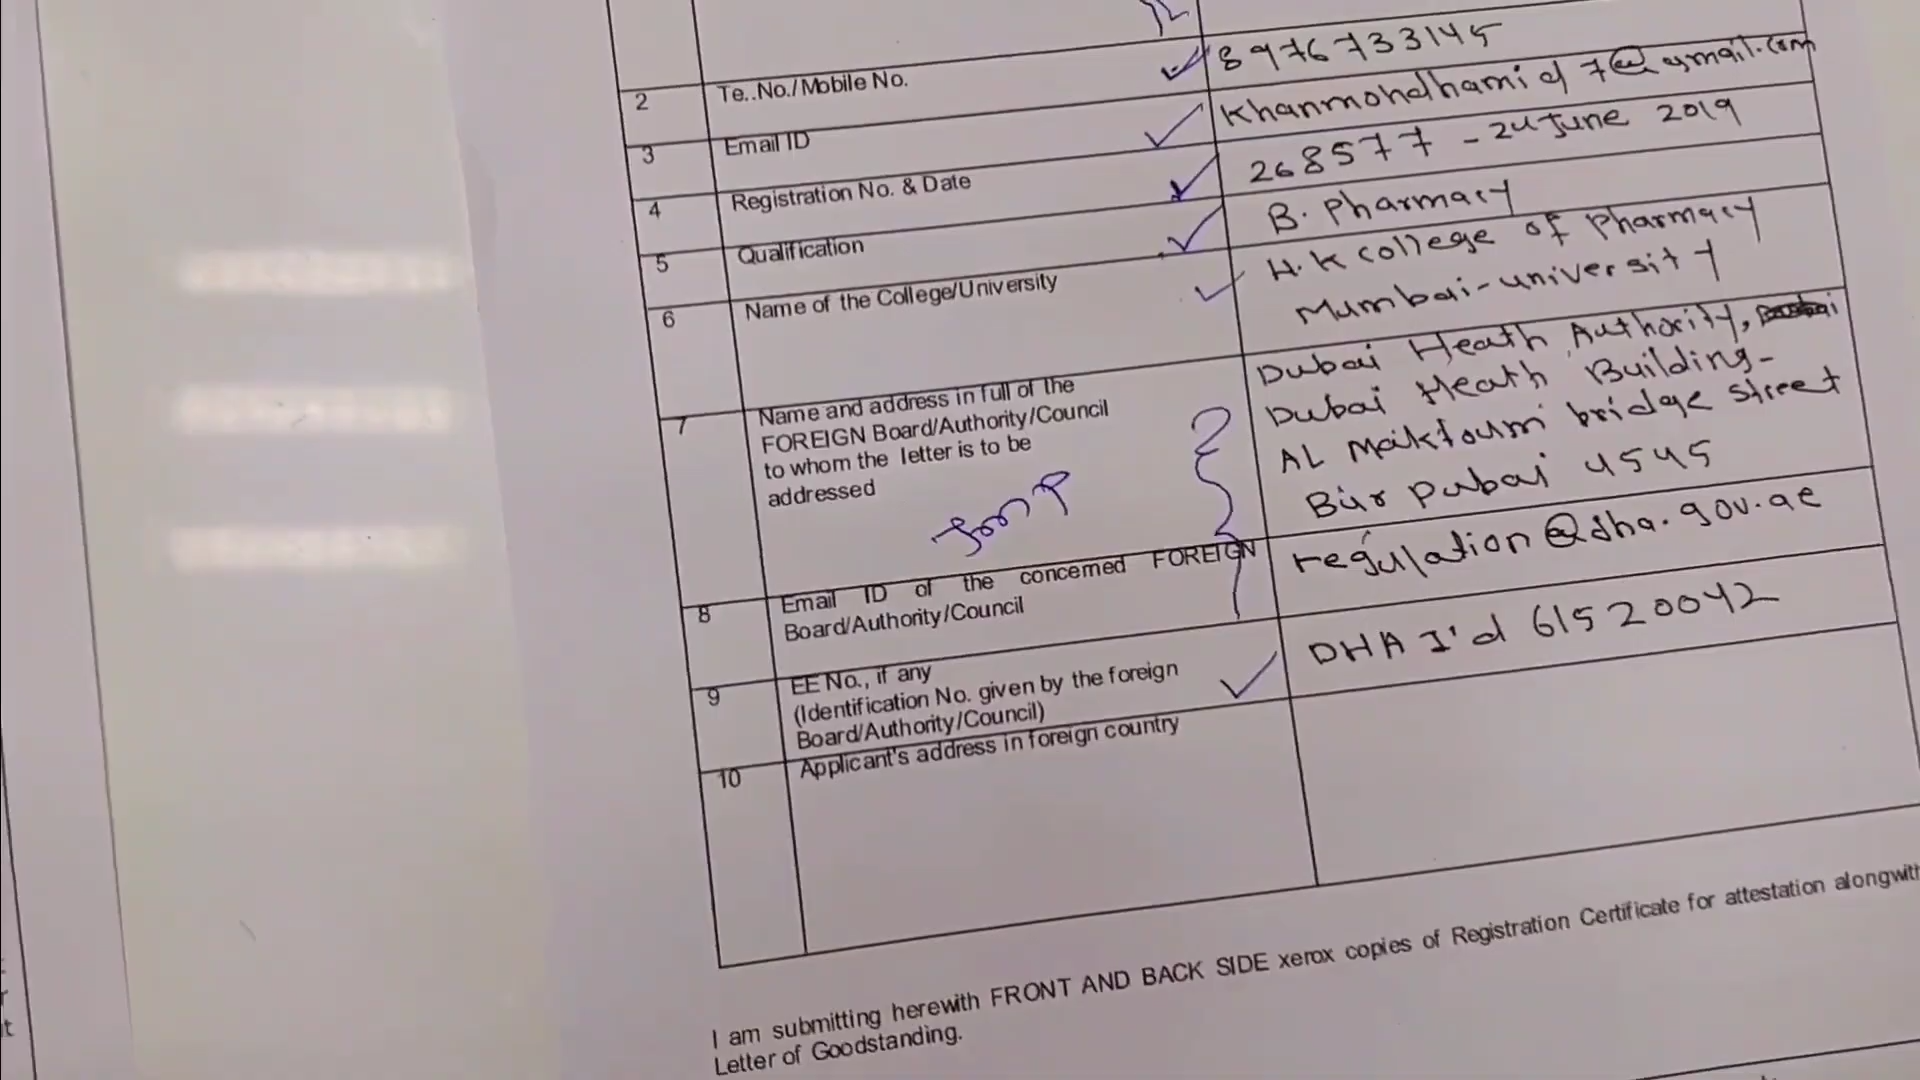 2 Te..No./Mobile No. 8976733145
3 Email ID Khanmohdhamid7@gmail.com
4 Registration No. & Date 268577 - 24 June 2019
5 Qualification B. Pharmacy
6 Name of the College/University H.K College of Pharmacy
Mumbai-university
7 Name and address in full of the
FOREIGN Board/Authority/Council
to whom the letter is to be
addressed
Dubai Heath Authority,
Dubai Heath Building-
AL Maktoum bridge street
Bur Dubai 4545
8 Email ID of the concerned FOREIGN
Board/Authority/Council
regulation@dha.gov.ae
9 EE No., if any
(Identification No. given by the foreign
Board/Authority/Council)
DHA I'd 61520042
10 Applicant's address in foreign country
I am submitting herewith FRONT AND BACK SIDE xerox copies of Registration Certificate for attestation alongwith
Letter of Goodstanding.